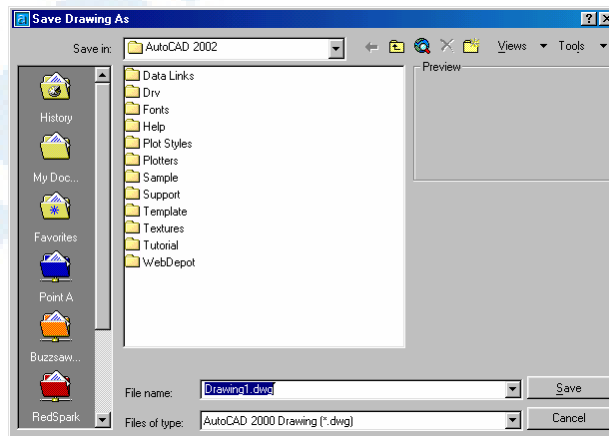 Save Drawing As
Save in: AutoCAD 2002 Views Tools
History
My Doc...
Favorites
Point A
Buzzsaw...
RedSpark
Data Links
Drv
Fonts
Help
Plot Styles
Plotters
Sample
Support
Template
Textures
Tutorial
WebDepot
Preview
File name: Drawing1.dwg Save
Files of type: AutoCAD 2000 Drawing (*.dwg) Cancel